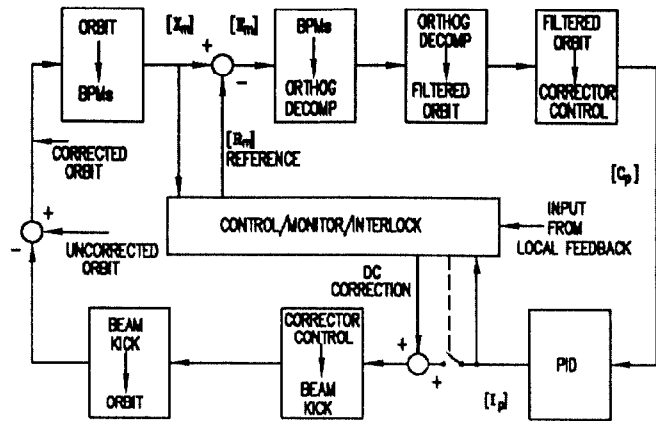 ORBIT
BPMs
[X_m]
+
-
[X_m]
BPMs
ORTHOG
DECOMP
ORTHOG
DECOMP
FILTERED
ORBIT
FILTERED
ORBIT
CORRECTOR
CONTROL
[R_m]
REFERENCE
CORRECTED
ORBIT
[C_p]
CONTROL/MONITOR/INTERLOCK
INPUT
FROM
LOCAL FEEDBACK
+
-
UNCORRECTED
ORBIT
DC
CORRECTION
BEAM
KICK
ORBIT
CORRECTOR
CONTROL
BEAM
KICK
+
+
PID
[I_p]